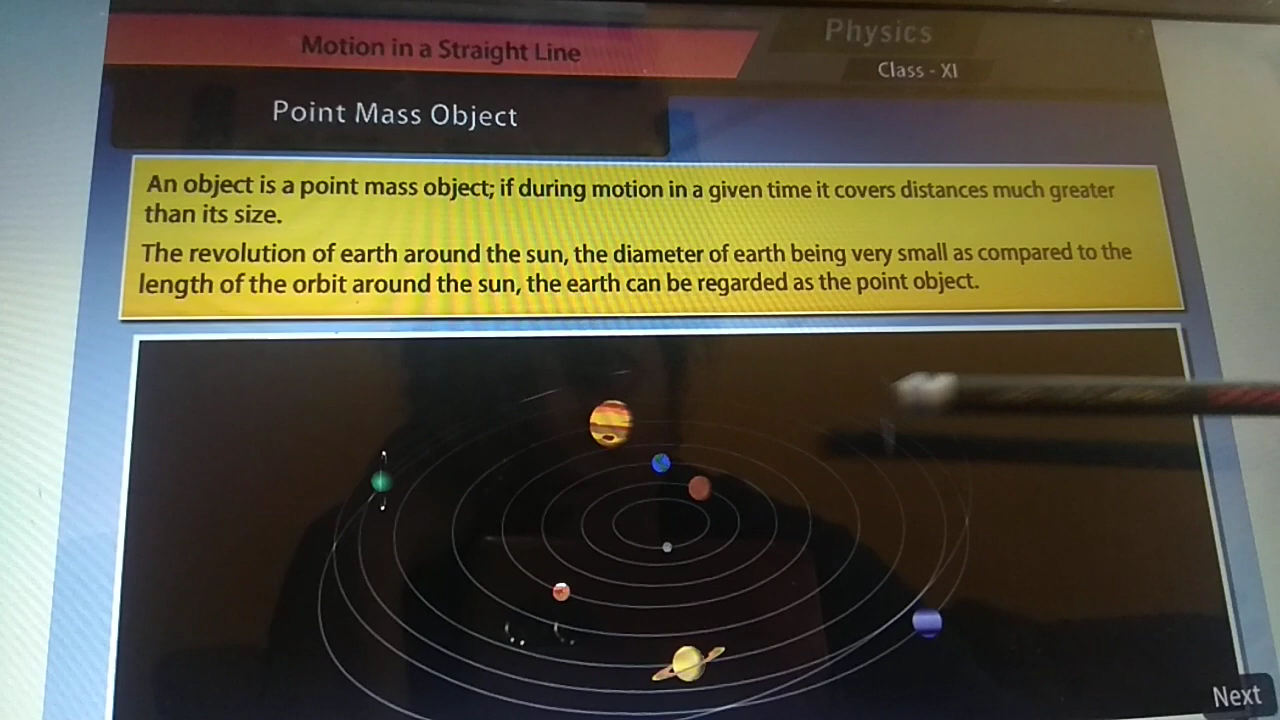 Motion in a Straight Line
Physics
Class - XI
Point Mass Object
An object is a point mass object; if during motion in a given time it covers distances much greater
than its size.
The revolution of earth around the sun, the diameter of earth being very small as compared to the
length of the orbit around the sun, the earth can be regarded as the point object.
Next